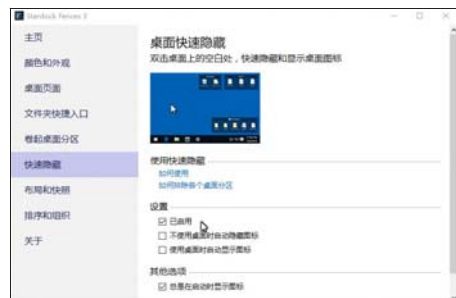 Stardock Fences 3
主页
颜色和外观
桌面页面
文件夹快捷入口
卷起桌面分区
快速隐藏
布局和快照
排序和组织
关于
桌面快速隐藏
双击桌面上的空白处，快速隐藏和显示桌面图标
使用快速隐藏
如何使用
如何排除各个桌面分区
设置
已启用
不使用桌面时自动隐藏图标
使用桌面时自动显示图标
其他选项
总是在启动时显示图标